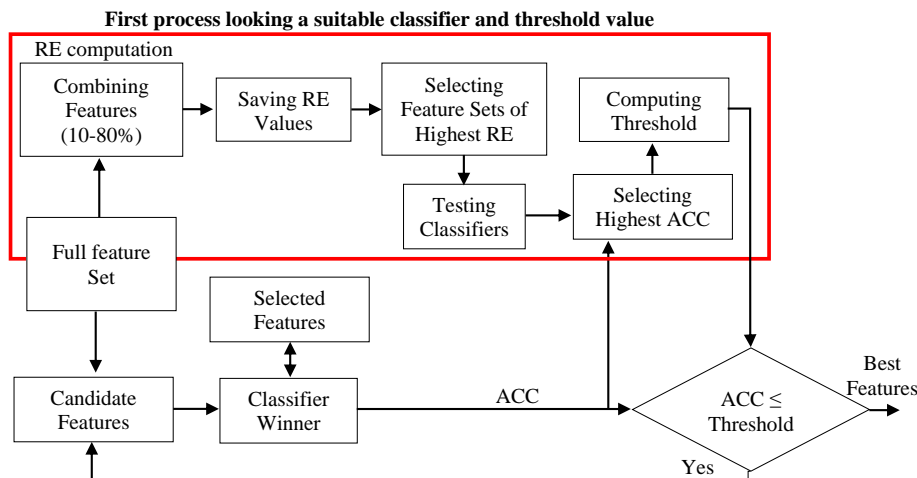 First process looking a suitable classifier and threshold value
RE computation
Combining
Features
(10-80%)
Saving RE
Values
Selecting
Feature Sets of
Highest RE
Computing
Threshold
Testing
Classifiers
Selecting
Highest ACC
Full feature
Set
Selected
Features
Candidate
Features
Classifier
Winner
ACC
ACC ≤
Threshold
Best
Features
Yes